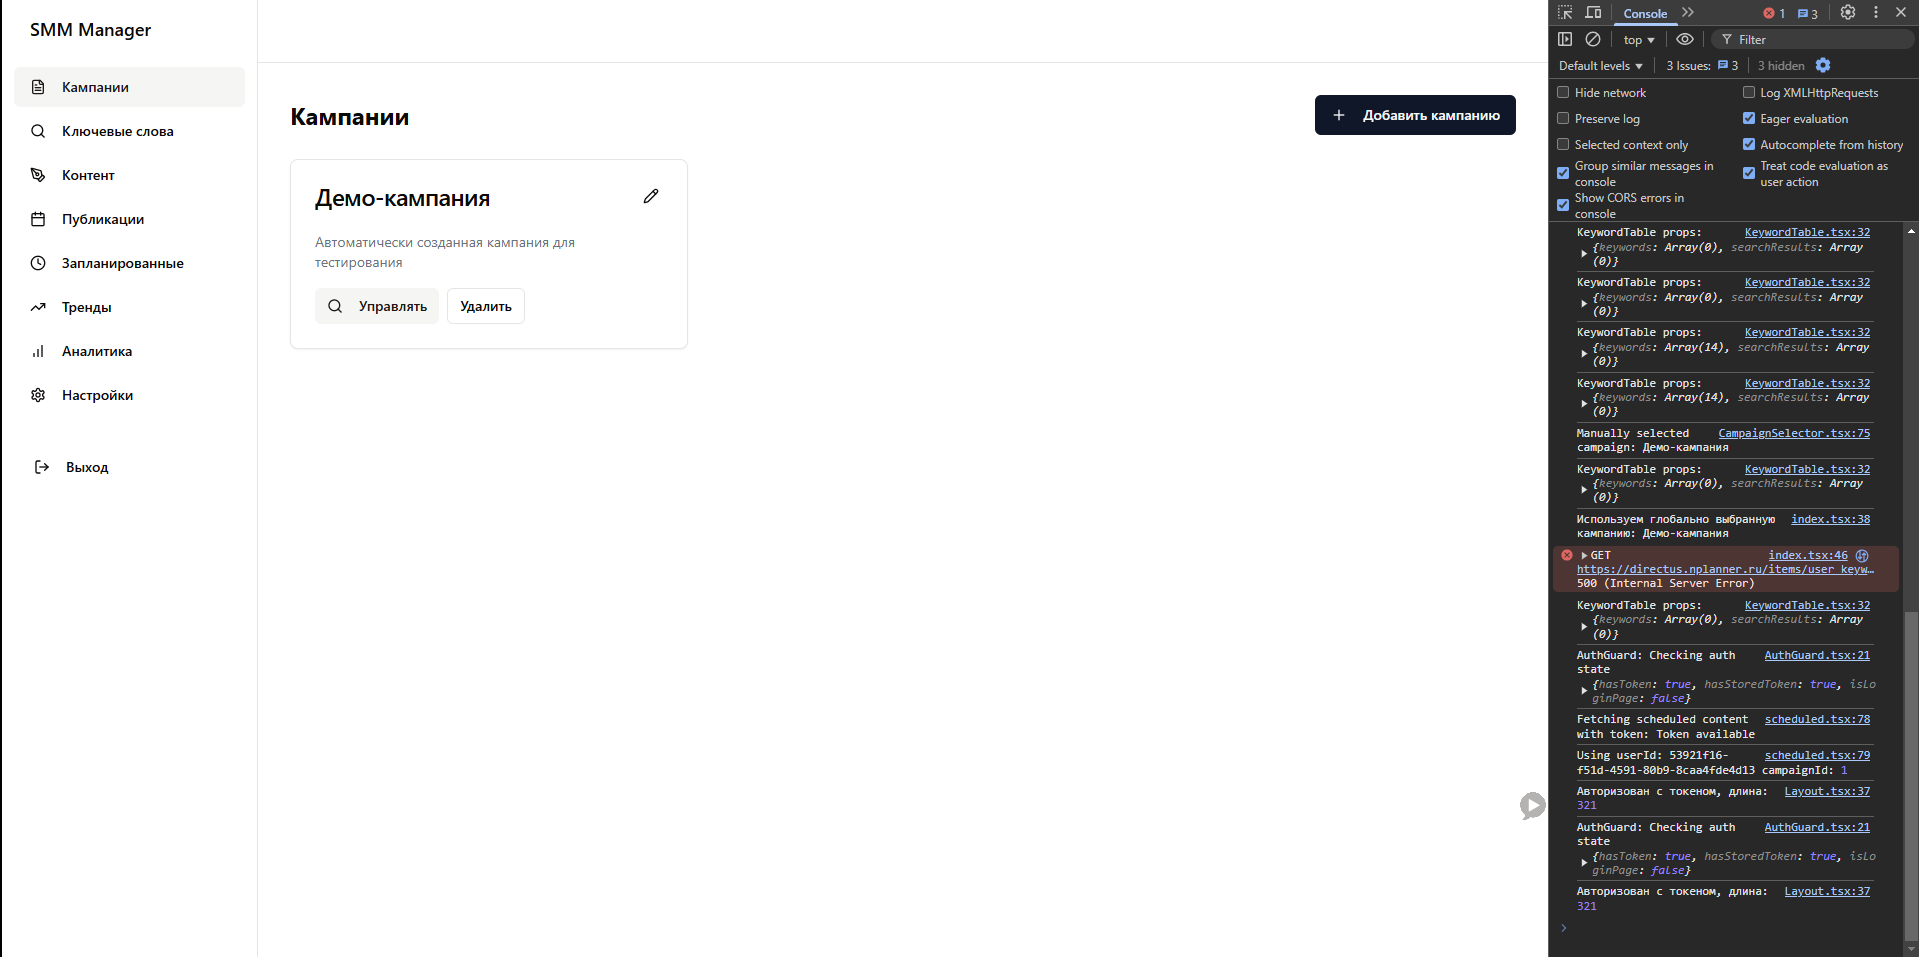 SMM Manager
Кампании
Ключевые слова
Контент
Публикации
Запланированные
Тренды
Аналитика
Настройки
Выход
Кампании
Добавить кампанию
Демо-кампания
Автоматически созданная кампания для
тестирования
Управлять
Удалить
Console
1
3
top
Filter
Default levels
3 Issues:
3
3 hidden
Hide network
Log XMLHttpRequests
Preserve log
Eager evaluation
Selected context only
Autocomplete from history
Group similar messages in
console
Treat code evaluation as
user action
Show CORS errors in
console
KeywordTable props: KeywordTable.tsx:32
{keywords: Array(0), searchResults: Array
(0)}
KeywordTable props: KeywordTable.tsx:32
{keywords: Array(0), searchResults: Array
(0)}
KeywordTable props: KeywordTable.tsx:32
{keywords: Array(14), searchResults: Array
(0)}
KeywordTable props: KeywordTable.tsx:32
{keywords: Array(14), searchResults: Array
(0)}
Manually selected CampaignSelector.tsx:75
campaign: Демо-кампания
KeywordTable props: KeywordTable.tsx:32
{keywords: Array(0), searchResults: Array
(0)}
Используем глобально выбранную index.tsx:38
кампанию: Демо-кампания
GET index.tsx:46
https://directus.nplanner.ru/items/user_keyw…
500 (Internal Server Error)
KeywordTable props: KeywordTable.tsx:32
{keywords: Array(0), searchResults: Array
(0)}
AuthGuard: Checking auth AuthGuard.tsx:21
state
{hasToken: true, hasStoredToken: true, isLo
ginPage: false}
Fetching scheduled content scheduled.tsx:78
with token: Token available
Using userId: 53921f16- scheduled.tsx:79
f51d-4591-80b9-8caa4fde4d13 campaignId: 1
Авторизован с токеном, длина: Layout.tsx:37
321
AuthGuard: Checking auth AuthGuard.tsx:21
state
{hasToken: true, hasStoredToken: true, isLo
ginPage: false}
Авторизован с токеном, длина: Layout.tsx:37
321